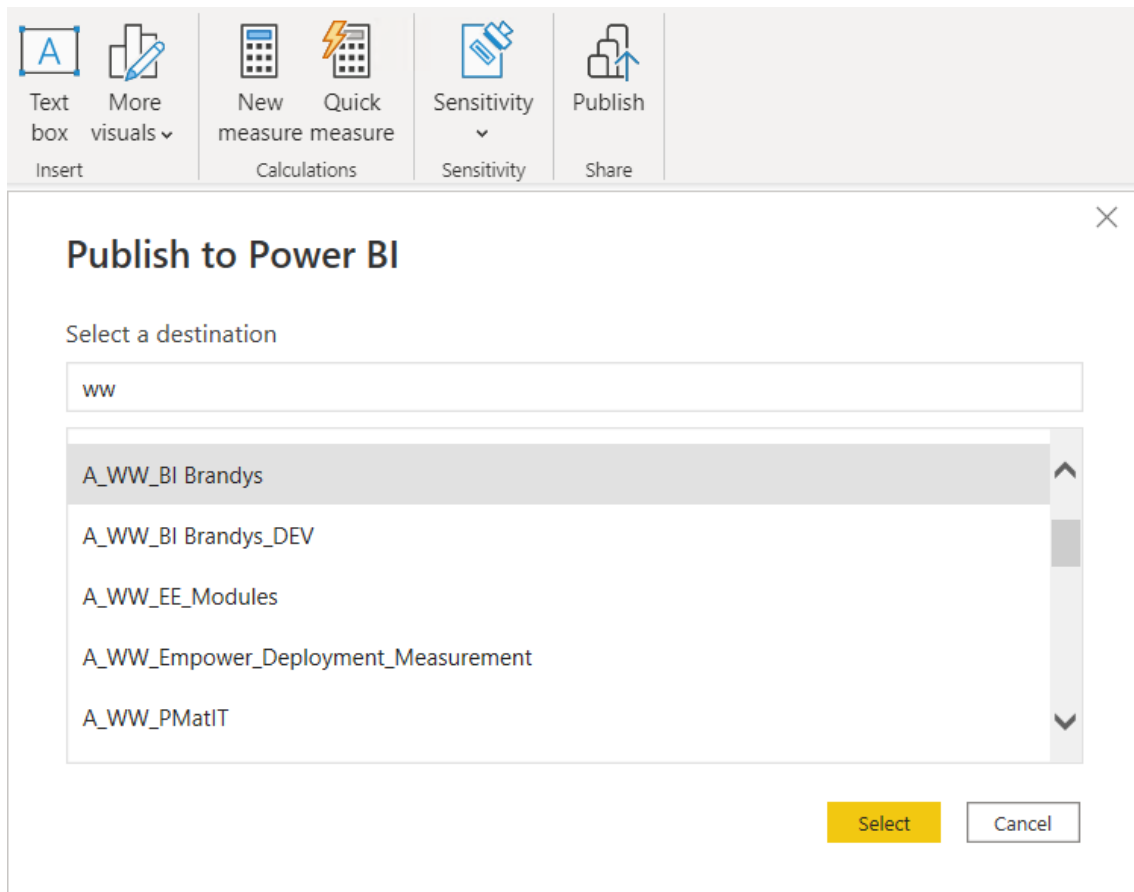 A
Text box
More visuals
New measure
Quick measure
Sensitivity
Publish
Insert
Calculations
Sensitivity
Share
Publish to Power BI
Select a destination
ww
A_WW_BI Brandys
A_WW_BI Brandys_DEV
A_WW_EE_Modules
A_WW_Empower_Deployment_Measurement
A_WW_PMatIT
Select
Cancel